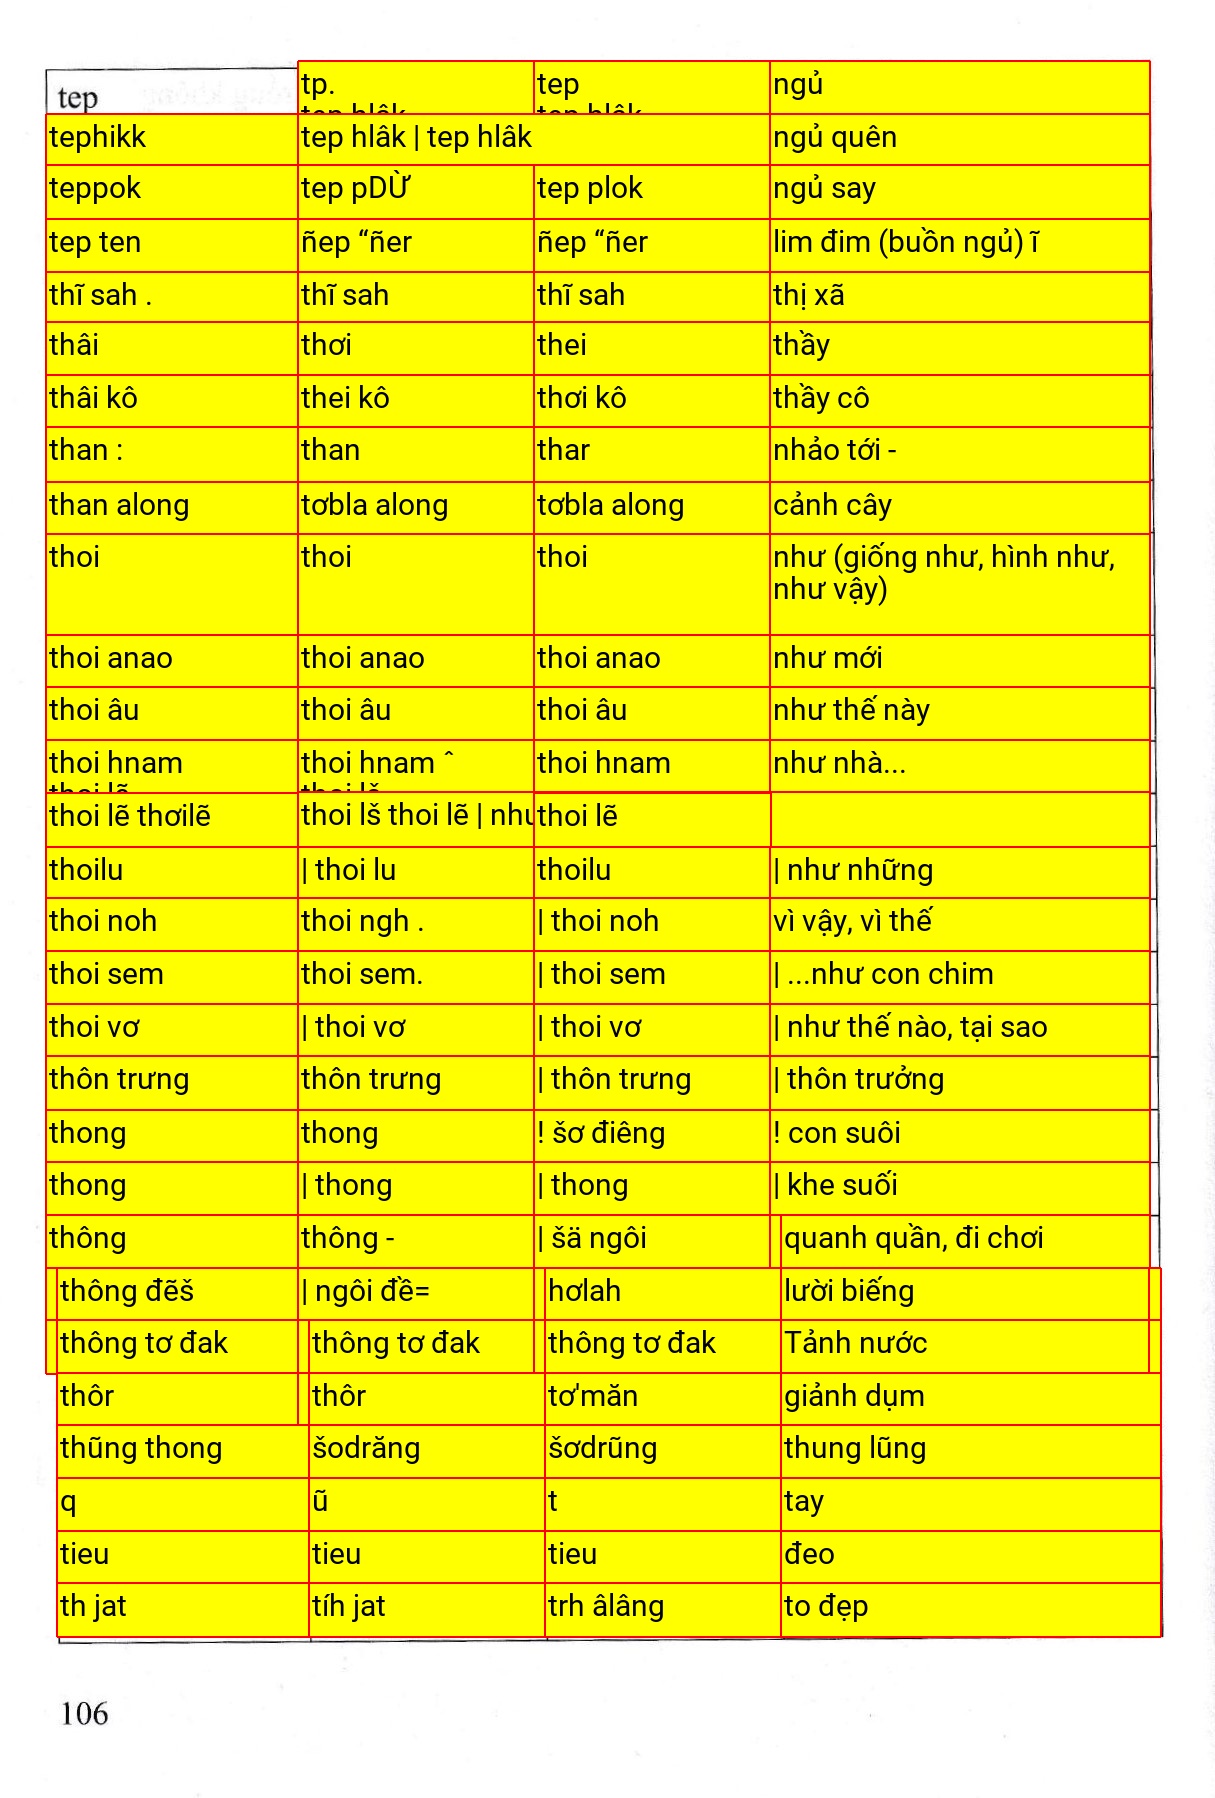 tep tp. tep ngủ
tephikk tep hlâk | tep hlâk ngủ quên
teppok tep pDỪ tep plok ngủ say
tep ten ñep “ñer ñep “ñer lim đim (buồn ngủ) ĩ
thĩ sah . thĩ sah thĩ sah thị xã
thâi thơi thei thầy
thâi kô thei kô thơi kô thầy cô
than : than thar nhảo tới -
than along tơbla along tơbla along cảnh cây
thoi thoi thoi như (giống như, hình như,
như vậy)
thoi anao thoi anao thoi anao như mới
thoi âu thoi âu thoi âu như thế này
thoi hnam thoi hnam ˆ thoi hnam như nhà...
thoi lẽ thơilẽ thoi lš thoi lẽ | như thoi lẽ
thoilu | thoi lu thoilu | như những
thoi noh thoi ngh . | thoi noh vì vậy, vì thế
thoi sem thoi sem. | thoi sem | ...như con chim
thoi vơ | thoi vơ | thoi vơ | như thế nào, tại sao
thôn trưng thôn trưng | thôn trưng | thôn trưởng
thong thong ! šơ điêng ! con suôi
thong | thong | thong | khe suối
thông thông - | šä ngôi quanh quần, đi chơi
thông đẽš | ngôi đề= hơlah lười biếng
thông tơ đak thông tơ đak thông tơ đak Tảnh nước
thôr thôr tơ'măn giảnh dụm
thũng thong šodrăng šơdrũng thung lũng
q ũ t tay
tieu tieu tieu đeo
th jat tíh jat trh âlâng to đẹp
106